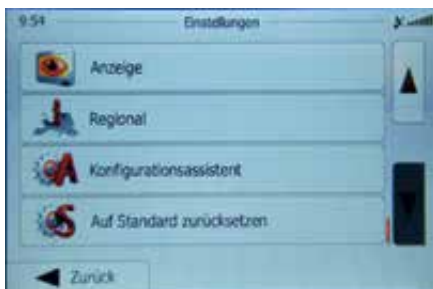 9:54 Einstellungen
Anzeige
Regional
Konfigurationsassistent
Auf Standard zurücksetzen
Zurück